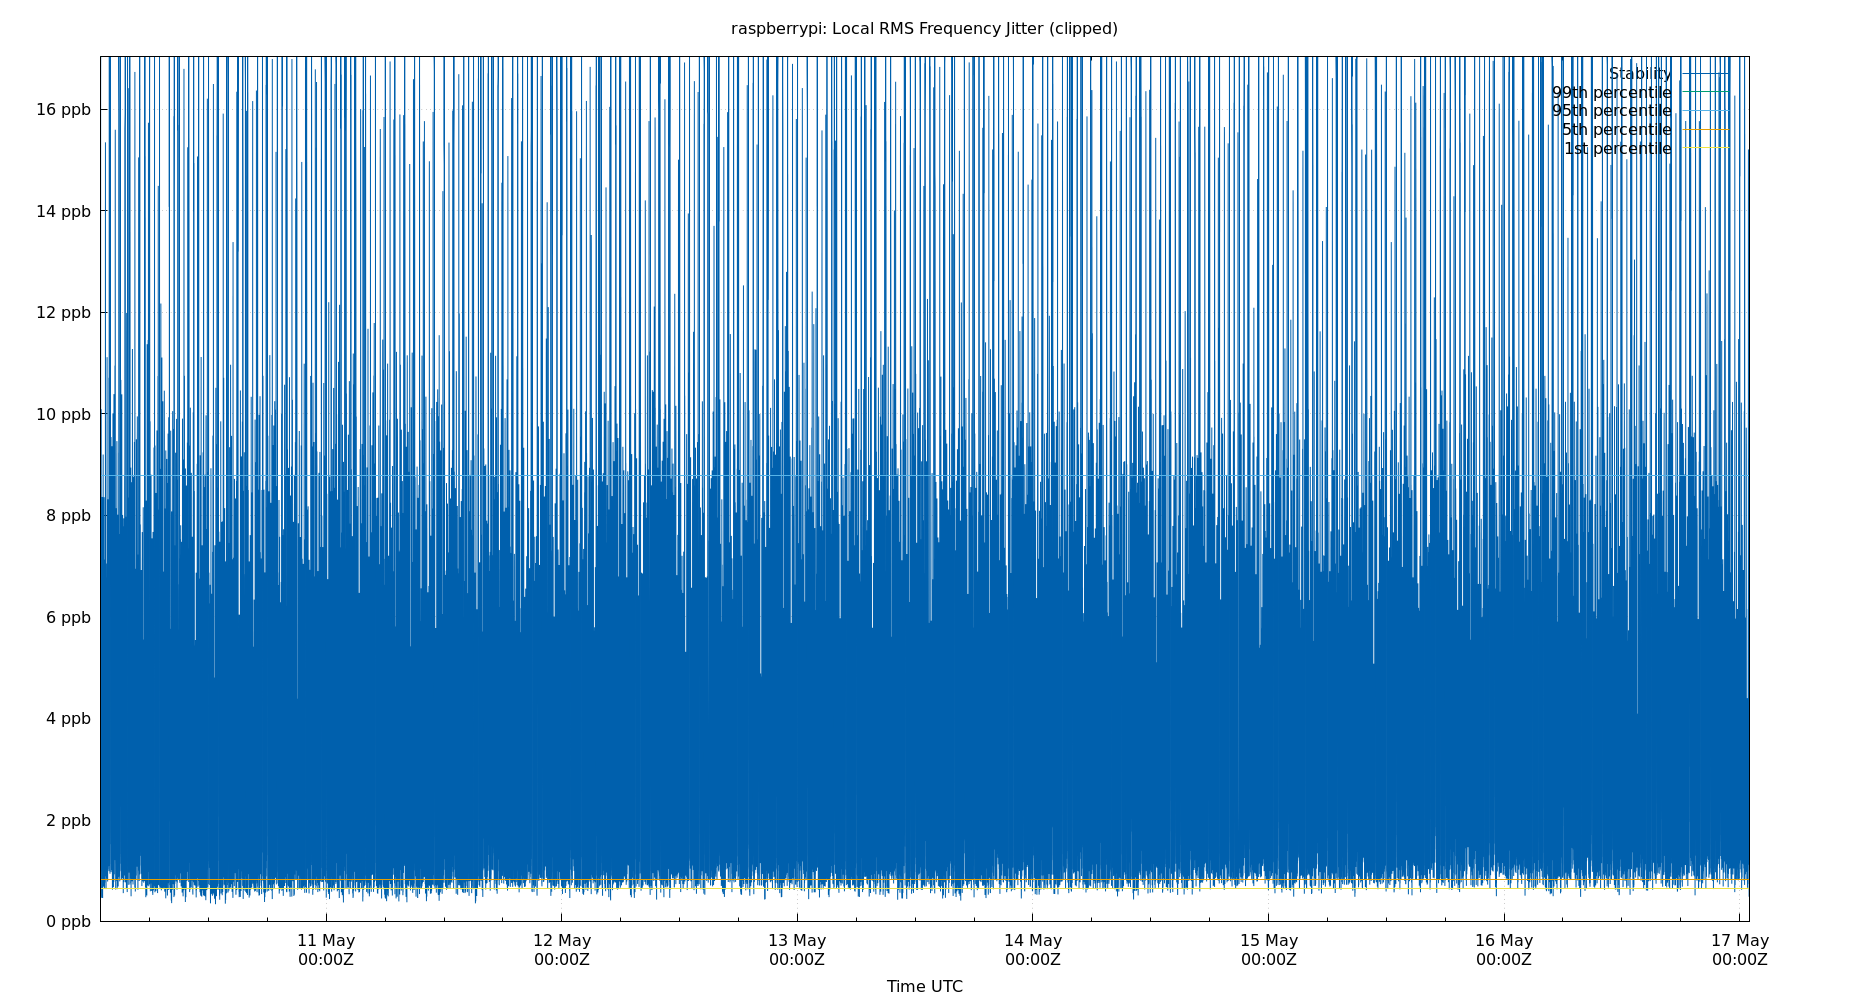 raspberrypi: Local RMS Frequency Jitter (clipped)
Stability
99th percentile
95th percentile
5th percentile
1st percentile
16 ppb
14 ppb
12 ppb
10 ppb
8 ppb
6 ppb
4 ppb
2 ppb
0 ppb
11 May 12 May 13 May 14 May 15 May 16 May 17 May
00:00Z 00:00Z 00:00Z 00:00Z 00:00Z 00:00Z 00:00Z
Time UTC